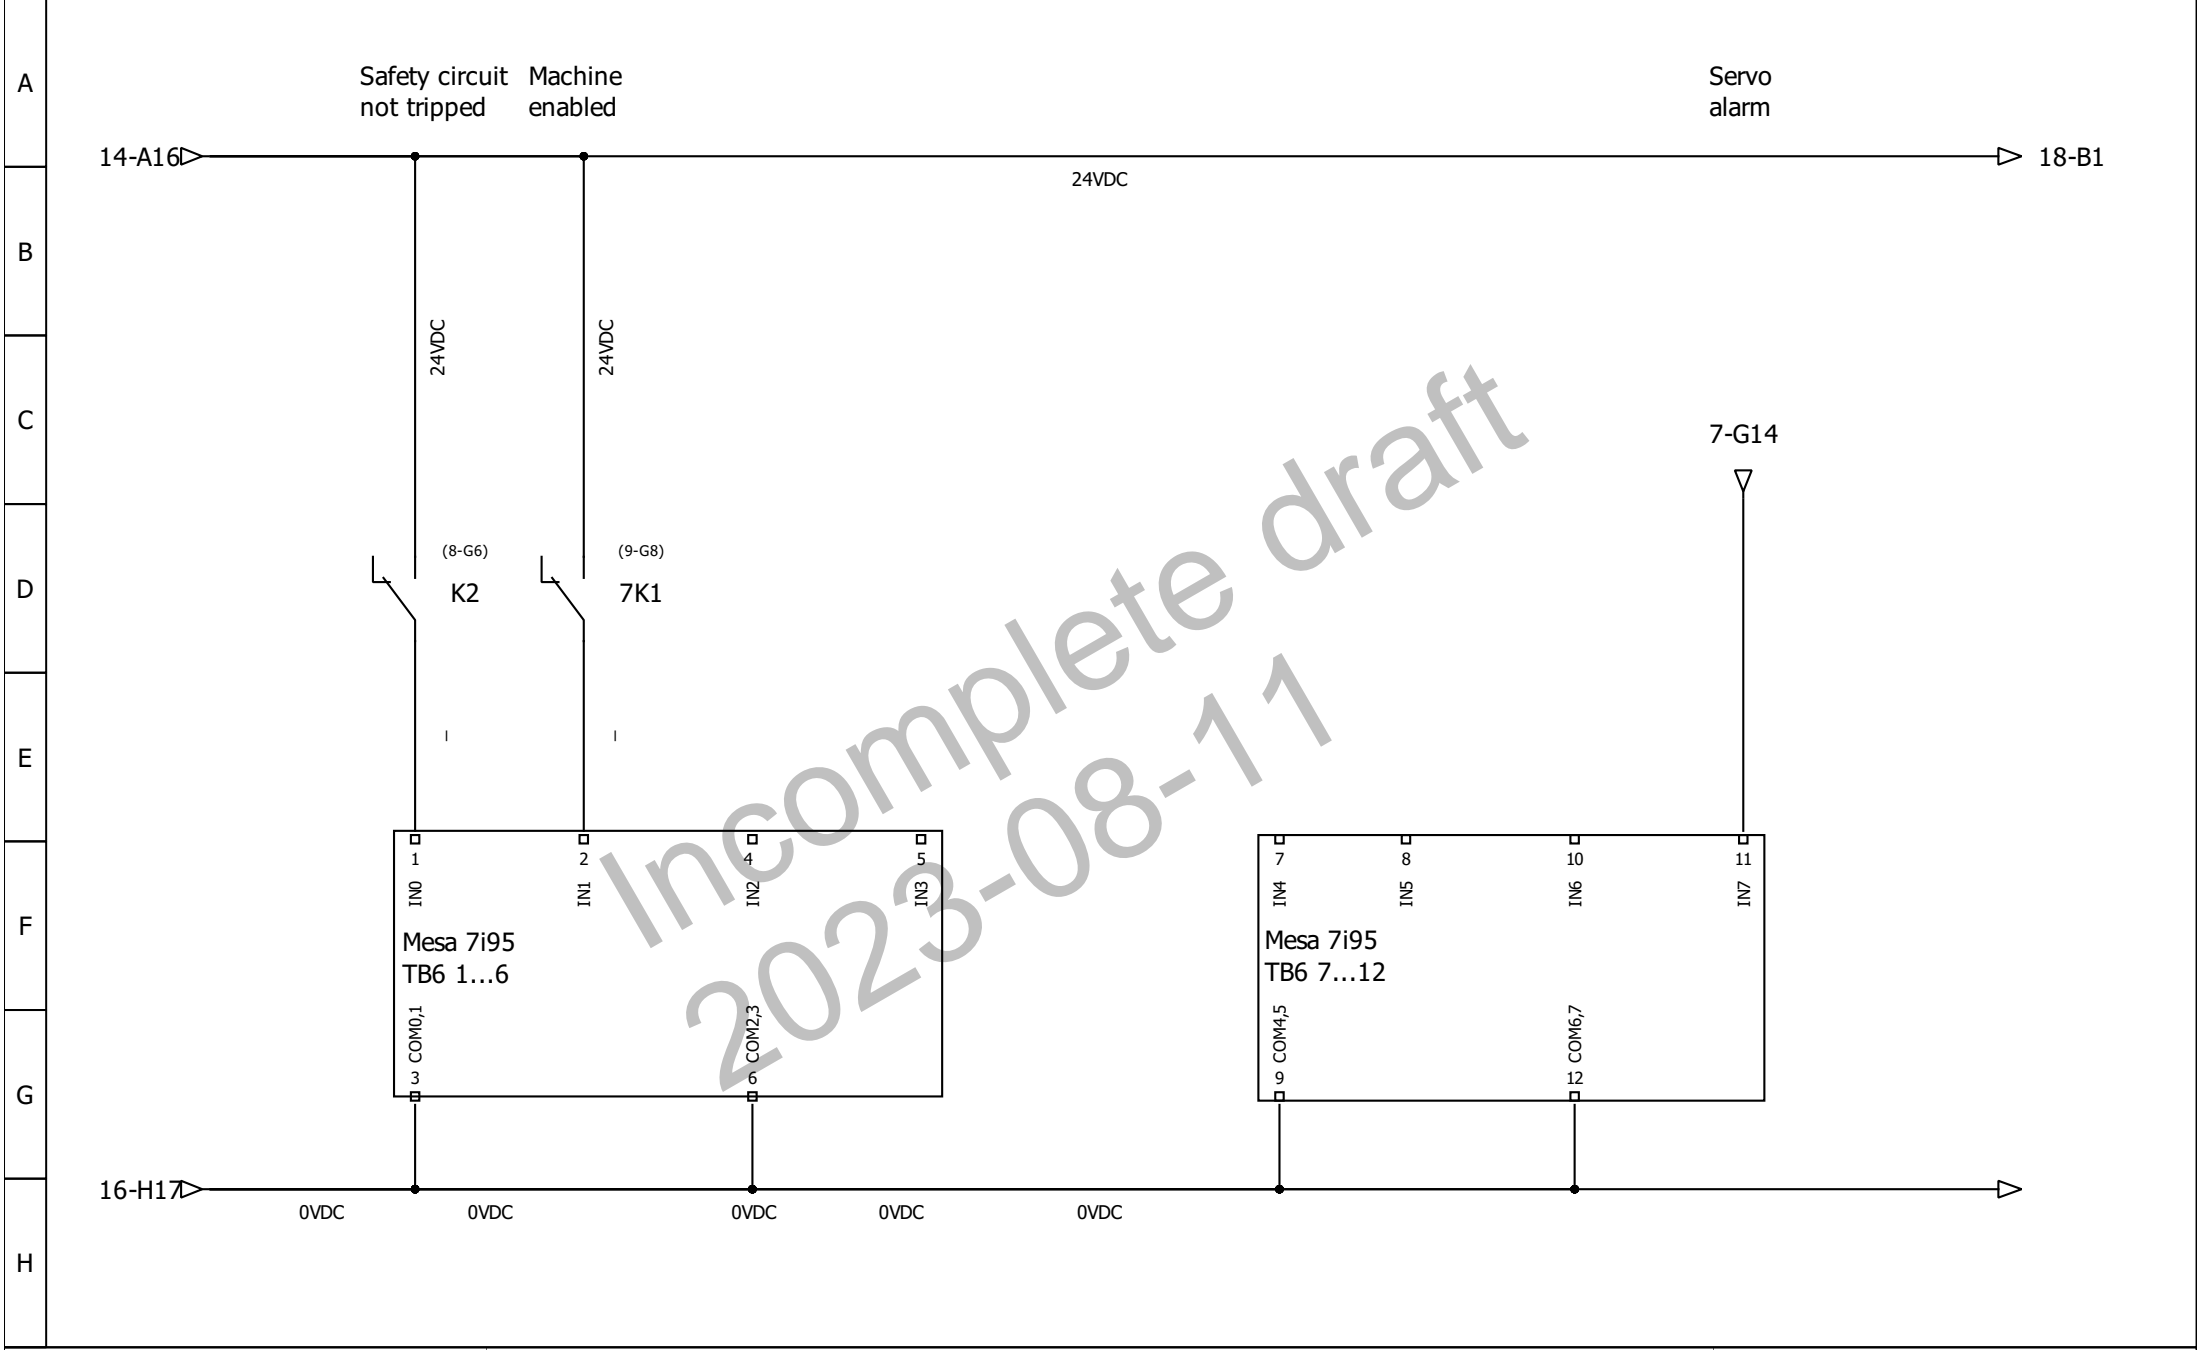 A
Safety circuit
not tripped
Machine
enabled
Servo
alarm
14-A16
18-B1
24VDC
B
24VDC
24VDC
C
7-G14
D
(8-G6)
K2
(9-G8)
7K1
E
Incomplete draft
2023-08-11
F
1
2
4
5
IN0
IN1
IN2
IN3
Mesa 7i95
TB6 1...6
COM0,1
COM2,3
3
6
7
8
10
11
IN4
IN5
IN6
IN7
Mesa 7i95
TB6 7...12
COM4,5
COM6,7
9
12
G
16-H17
0VDC
0VDC
0VDC
0VDC
0VDC
H